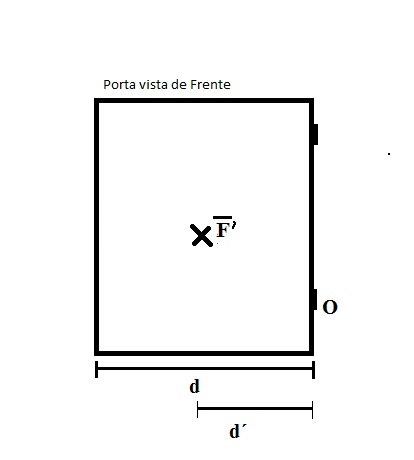 Porta vista de Frente
F̅’
O
d
d´